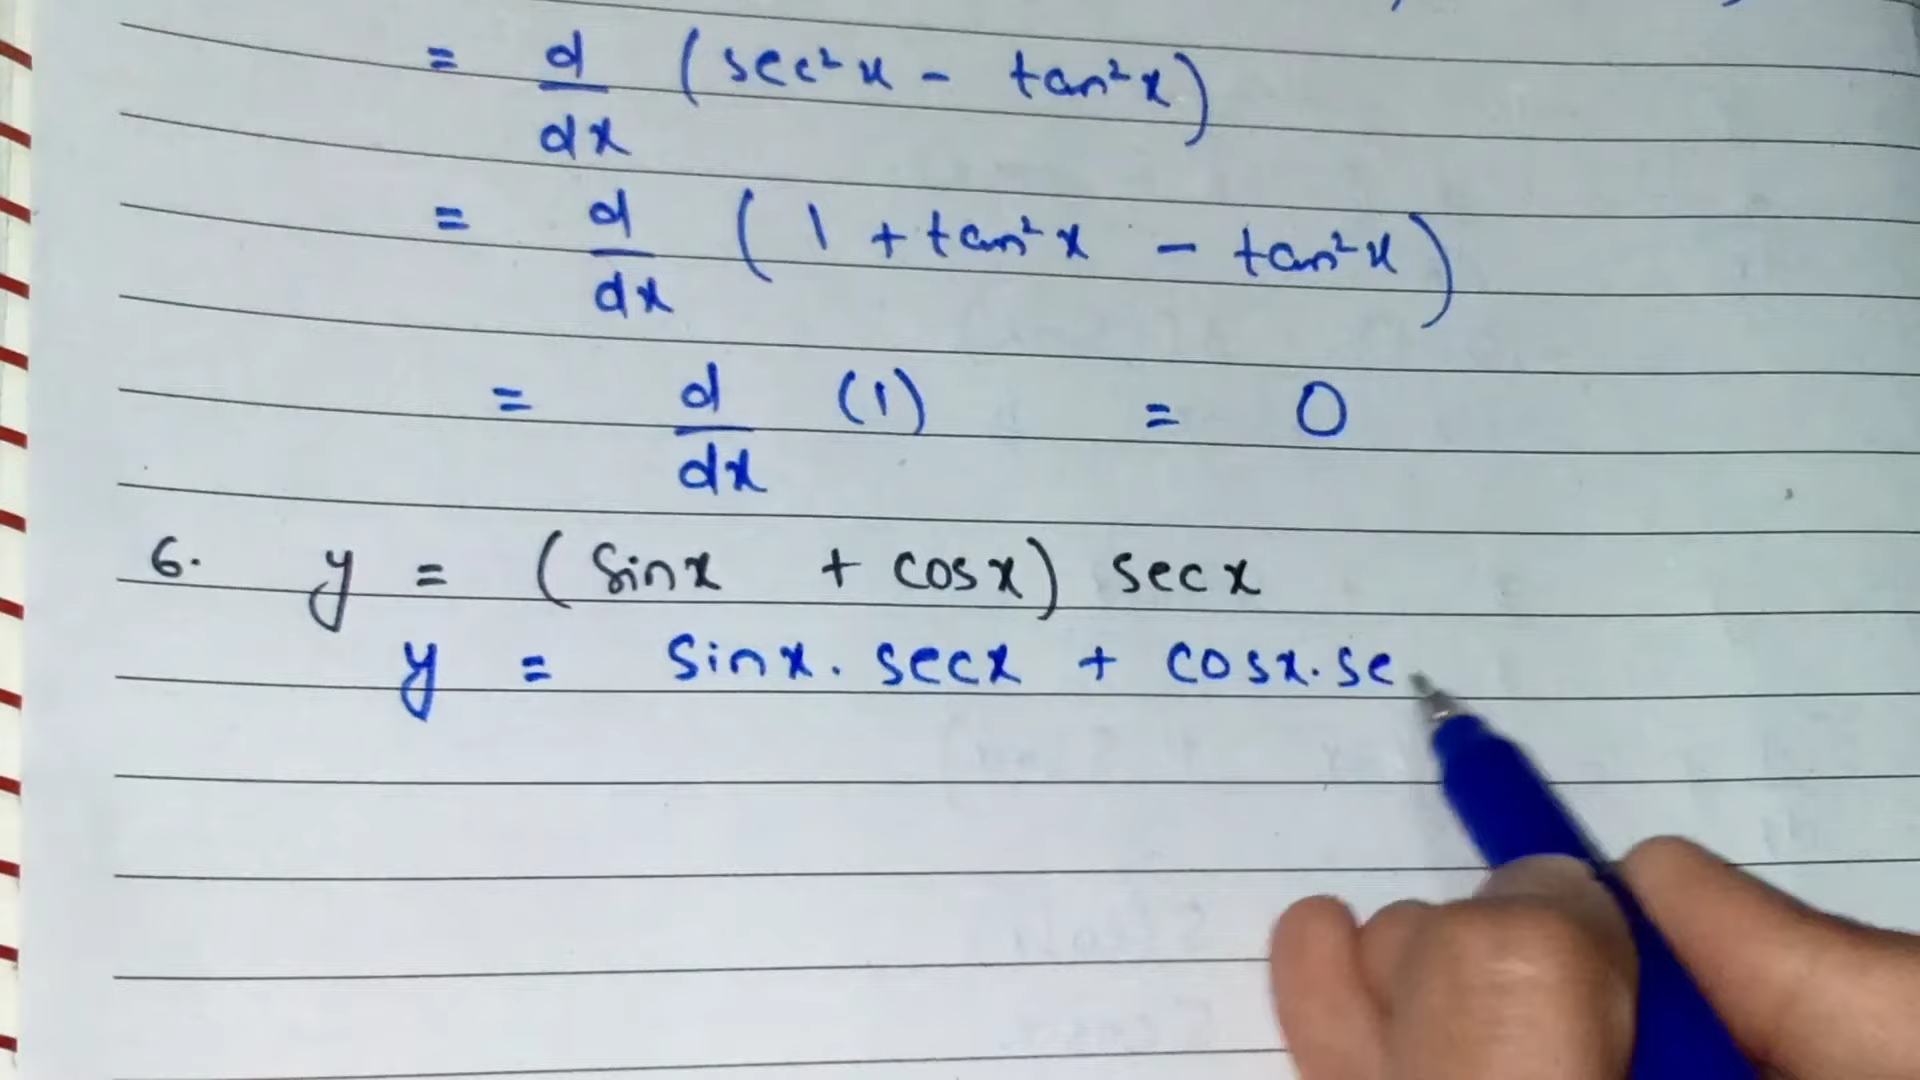 = d/dx (sec²x - tan²x)
= d/dx (1 + tan²x - tan²x)
= d/dx (1) = 0
6. y = (sinx + cosx) secx
y = sinx. secx + cosx. se